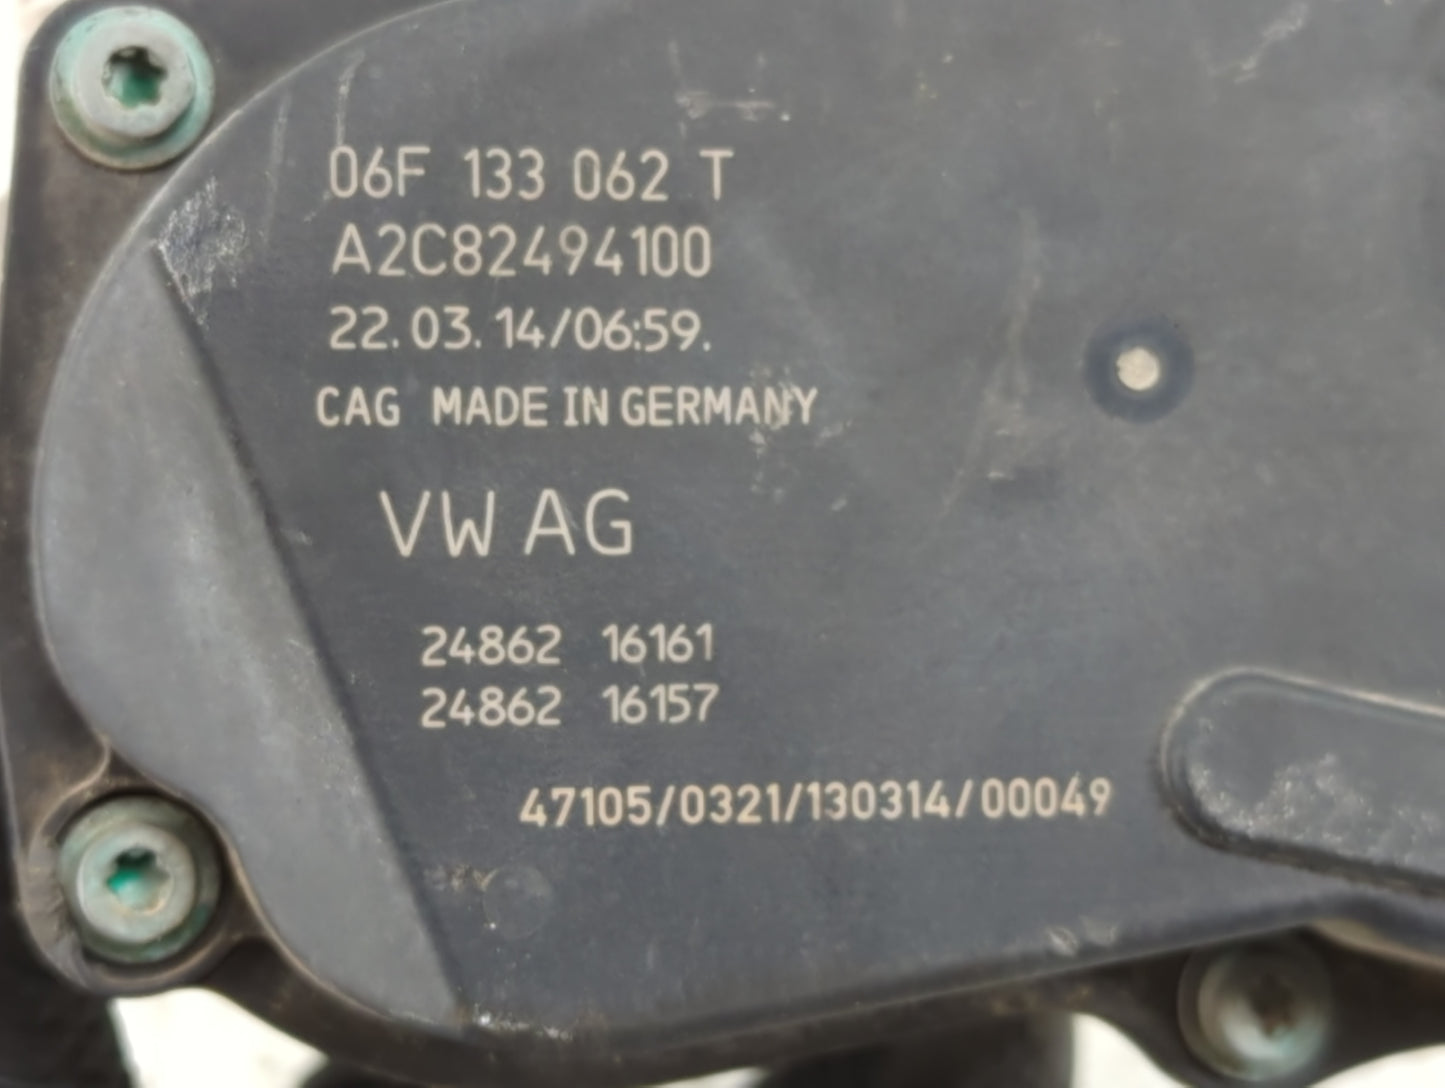 06F 133 062 T
A2C82494100
22.03.14/06:59.
CAG MADE IN GERMANY
VW AG
24862 16161
24862 16157
47105/0321/130314/00049